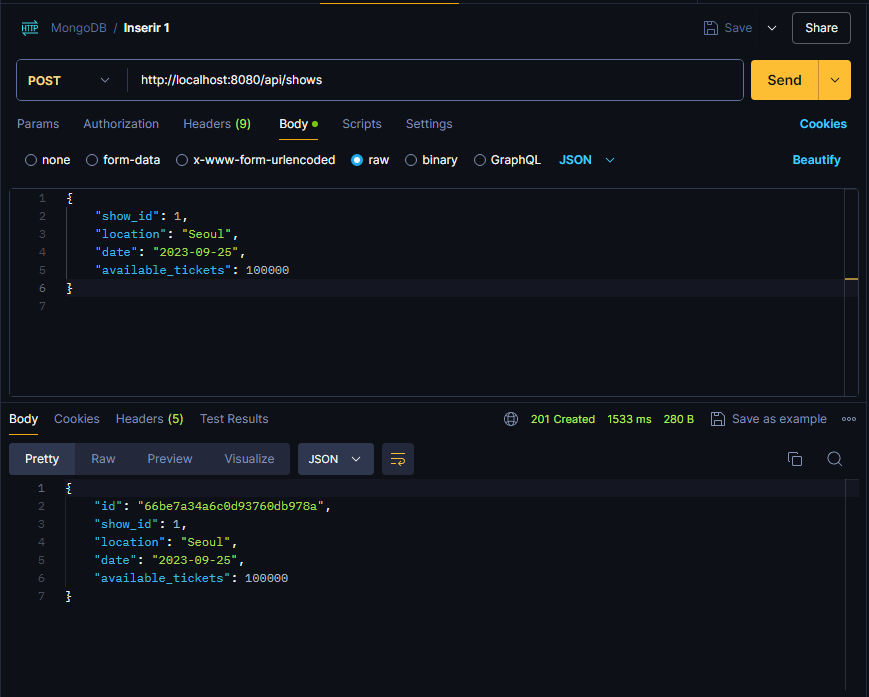 HTTP MongoDB / Inserir 1 Save Share
POST http://localhost:8080/api/shows Send
Params Authorization Headers (9) Body Scripts Settings Cookies
none form-data x-www-form-urlencoded raw binary GraphQL JSON Beautify
1 {
2 "show_id": 1,
3 "location": "Seoul",
4 "date": "2023-09-25",
5 "available_tickets": 100000
6 }
7
Body Cookies Headers (5) Test Results 201 Created 1533 ms 280 B Save as example
Pretty Raw Preview Visualize JSON
1 {
2 "id": "66be7a34a6c0d93760db978a",
3 "show_id": 1,
4 "location": "Seoul",
5 "date": "2023-09-25",
6 "available_tickets": 100000
7 }